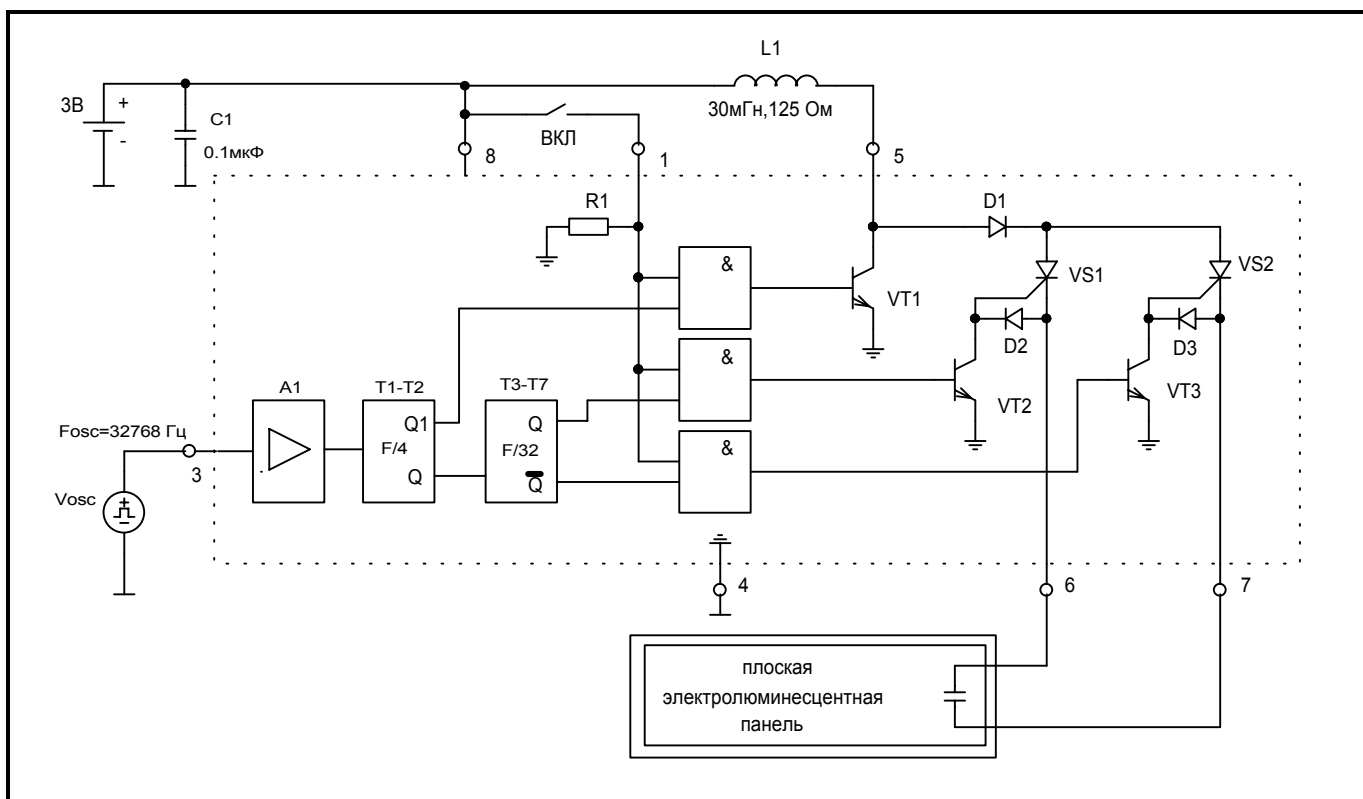 L1
3В
+
-
C1
0.1мкФ
30мГн,125 Ом
ВКЛ
8
1
5
R1
D1
&
VS1
VS2
VT1
D2
D3
&
VT2
VT3
A1
T1-T2
T3-T7
Q1
Q
F/4
F/32
Q
Q
&
Fosc=32768 Гц
3
Vosc
4
6
7
плоская
электролюминесцентная
панель